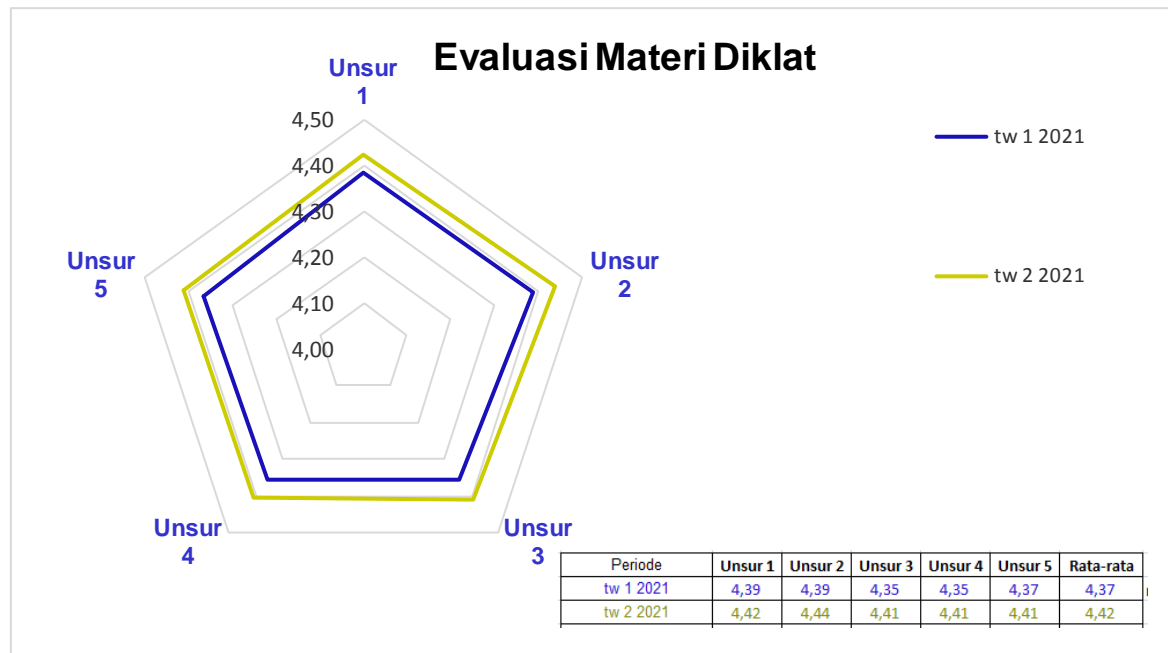 Evaluasi Materi Diklat
Unsur
1
4,50
4,40
4,30
4,20
4,10
4,00
tw 1 2021
tw 2 2021
Unsur
2
Unsur
5
Unsur
4
Unsur
3
Periode Unsur 1 Unsur 2 Unsur 3 Unsur 4 Unsur 5 Rata-rata
tw 1 2021 4,39 4,39 4,35 4,35 4,37 4,37
tw 2 2021 4,42 4,44 4,41 4,41 4,41 4,42